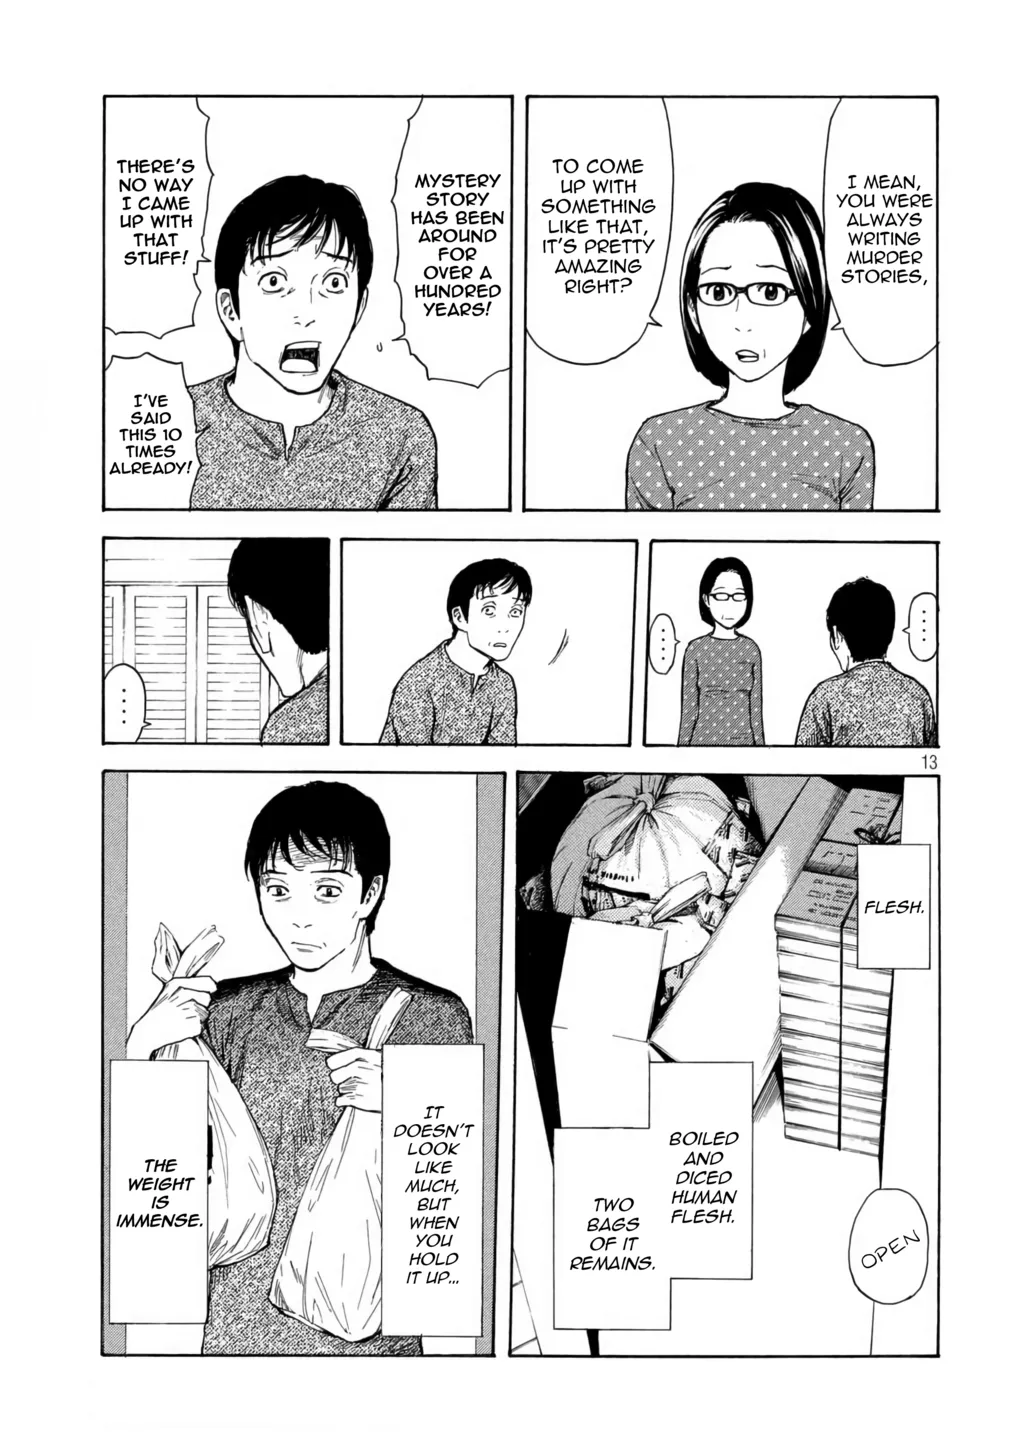 I MEAN,
YOU WERE
ALWAYS
WRITING
MURDER
STORIES,
TO COME
UP WITH
SOMETHING
LIKE THAT,
IT'S PRETTY
AMAZING
RIGHT?
MYSTERY
STORY
HAS BEEN
AROUND
FOR
OVER A
HUNDRED
YEARS!
THERE'S
NO WAY
I CAME
UP WITH
THAT
STUFF!
I'VE
SAID
THIS 10
TIMES
ALREADY!
....
....
....
13
FLESH.
BOILED
AND
DICED
HUMAN
FLESH.
TWO
BAGS
OF IT
REMAINS.
OPEN
IT
DOESN'T
LOOK
LIKE
MUCH,
BUT
WHEN
YOU
HOLD
IT UP...
THE
WEIGHT
IS
IMMENSE.